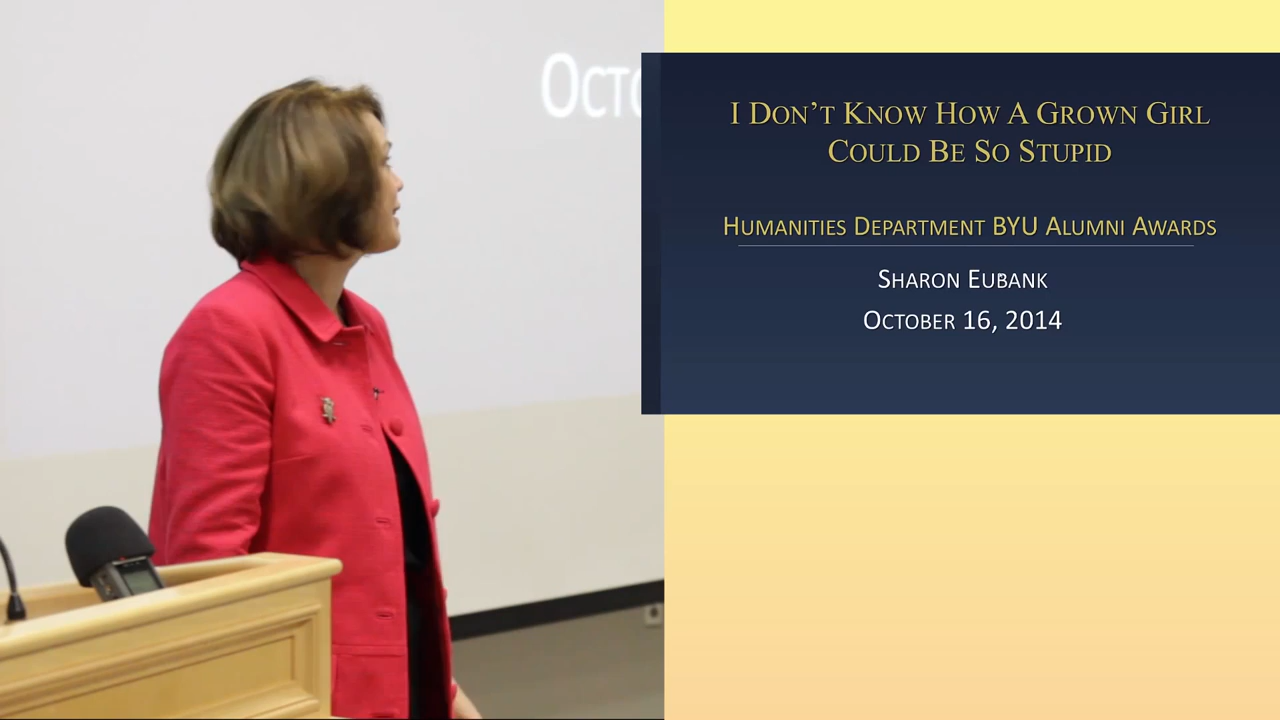 Octo
I Don't Know How A Grown Girl
Could Be So Stupid
Humanities Department BYU Alumni Awards
Sharon Eubank
October 16, 2014